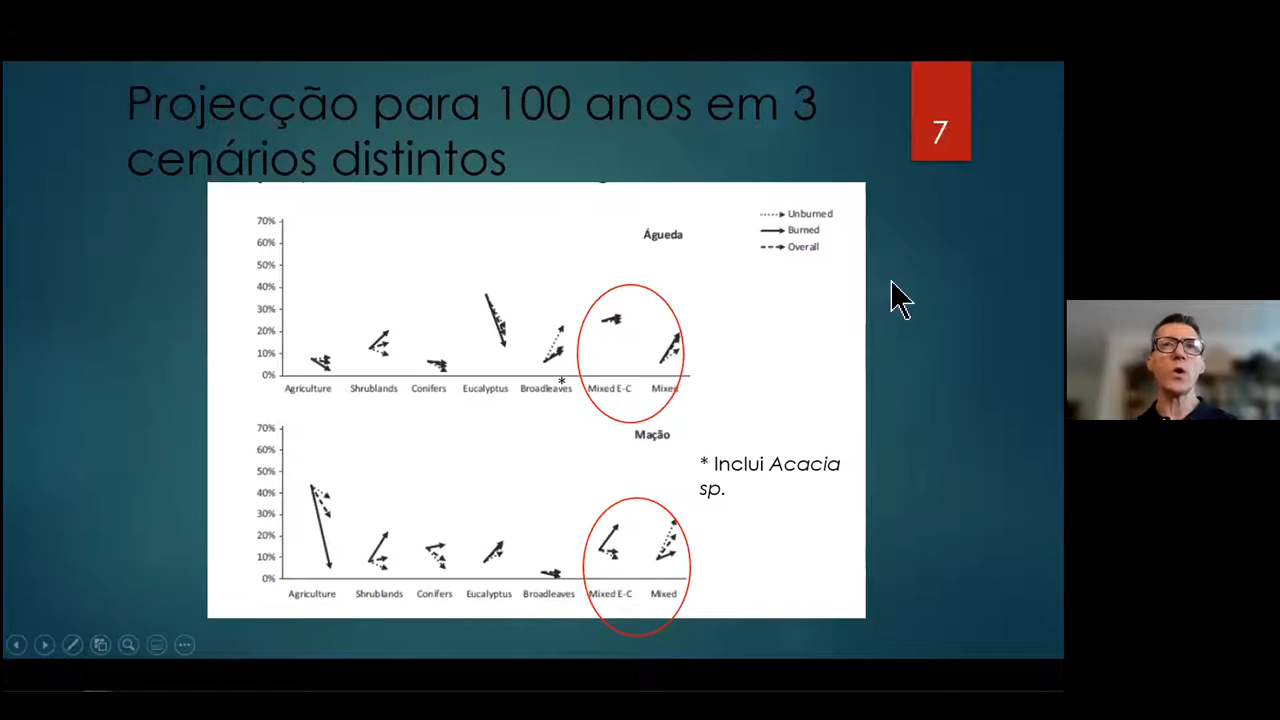 Projecção para 100 anos em 3
cenários distintos
7
70%
60%
50%
40%
30%
20%
10%
0%
Águeda
Unburned
Burned
Overall
Agriculture
Shrublands
Conifers
Eucalyptus
Broadleaves
*
Mixed E-C
Mixed
70%
60%
50%
40%
30%
20%
10%
0%
Mação
* Inclui Acacia
sp.
Agriculture
Shrublands
Conifers
Eucalyptus
Broadleaves
Mixed E-C
Mixed